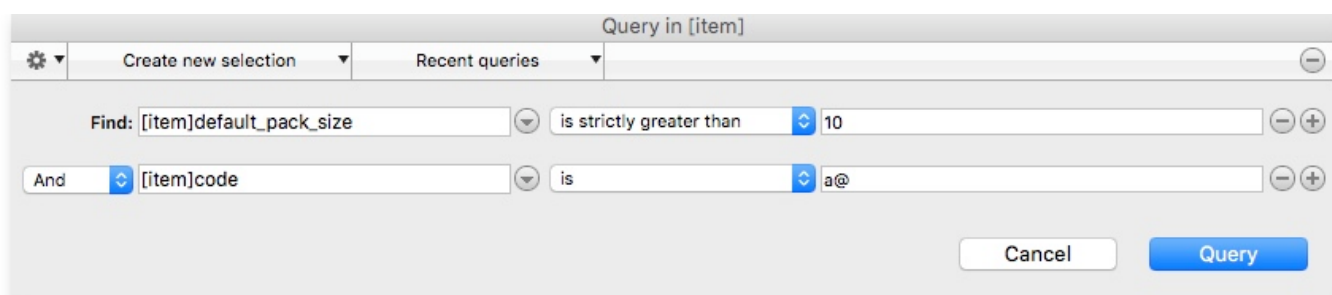 Query in [item]
Create new selection Recent queries
Find: [item]default_pack_size is strictly greater than 10
And [item]code is a@
Cancel Query